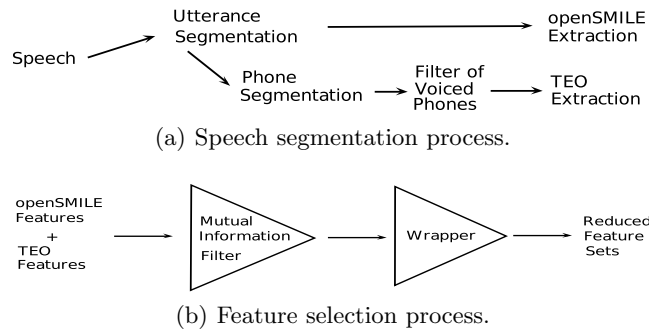 Speech
Utterance
Segmentation
openSMILE
Extraction
Phone
Segmentation
Filter of
Voiced
Phones
TEO
Extraction
(a) Speech segmentation process.
openSMILE
Features
+
TEO
Features
Mutual
Information
Filter
Wrapper
Reduced
Feature
Sets
(b) Feature selection process.